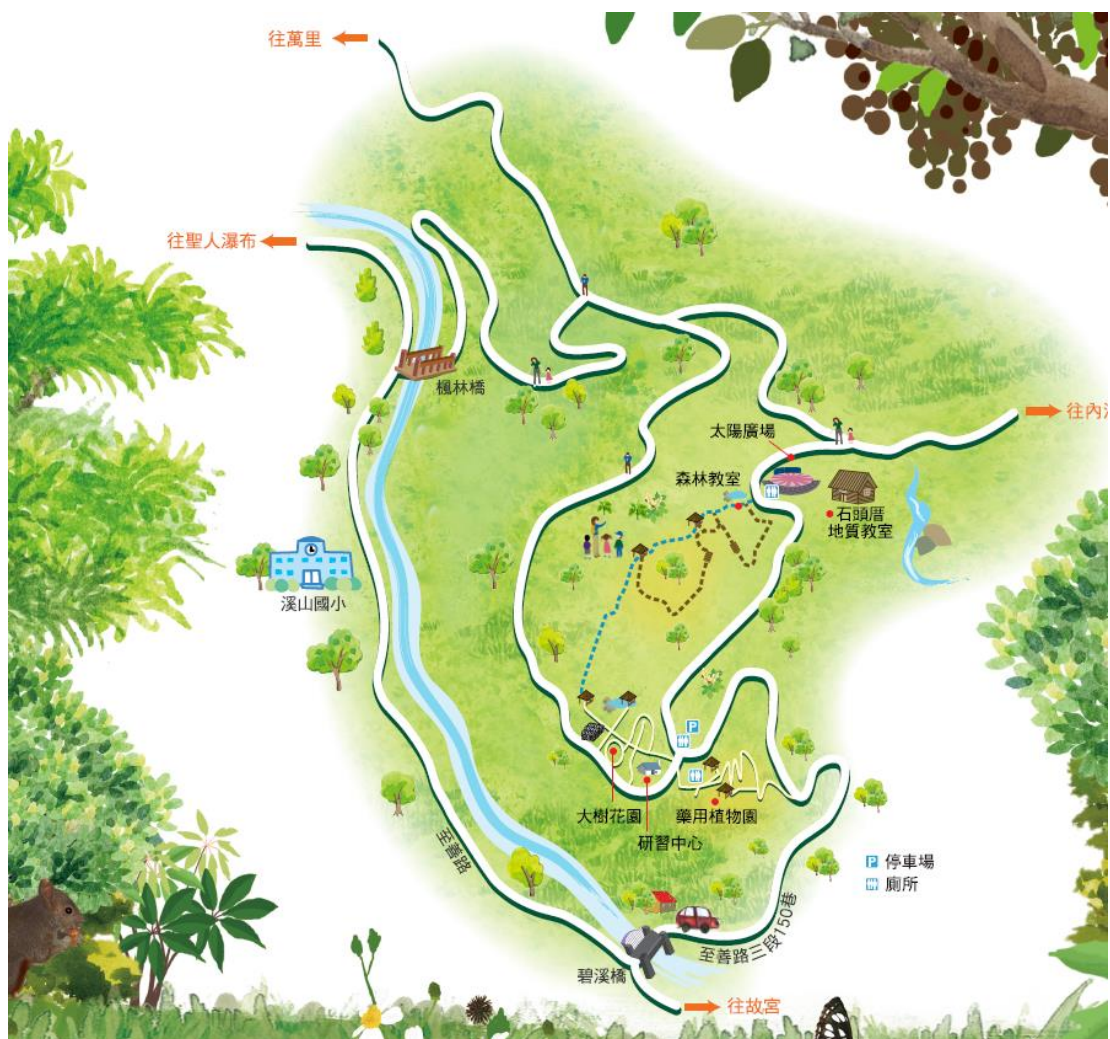 往萬里
往聖人瀑布
楓林橋
往內
太陽廣場
森林教室
石頭厝
地質教室
溪山國小
P
大樹花園
藥用植物園
研習中心
P 停車場
廁所
至善路
至善路三段150巷
碧溪橋
往故宮